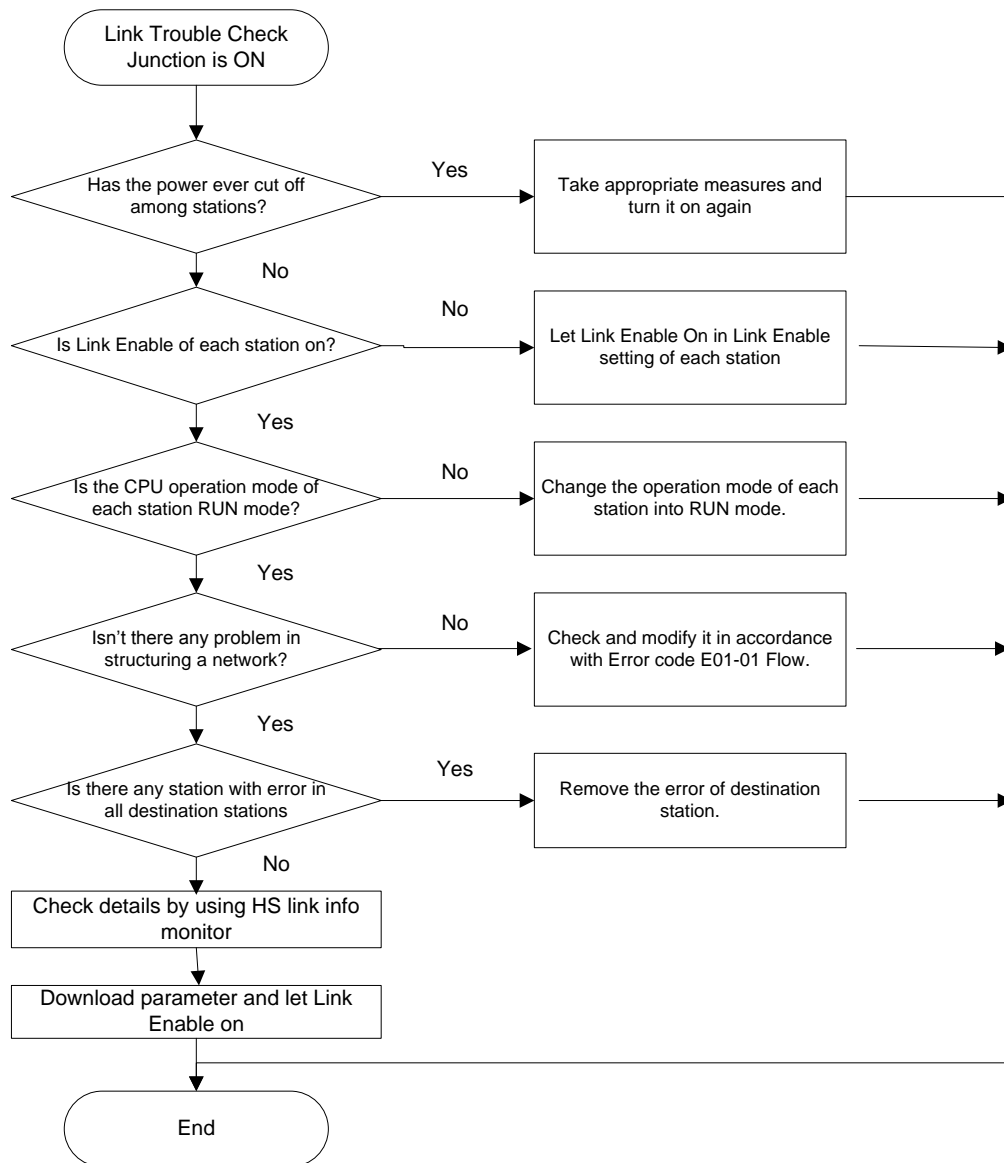 Link Trouble Check
Junction is ON
Has the power ever cut off
among stations?
Yes
Take appropriate measures and
turn it on again
No
Is Link Enable of each station on?
No
Let Link Enable On in Link Enable
setting of each station
Yes
Is the CPU operation mode of
each station RUN mode?
No
Change the operation mode of each
station into RUN mode.
Yes
Isn't there any problem in
structuring a network?
No
Check and modify it in accordance
with Error code E01-01 Flow.
Yes
Is there any station with error in
all destination stations
Yes
Remove the error of destination
station.
No
Check details by using HS link info
monitor
Download parameter and let Link
Enable on
End